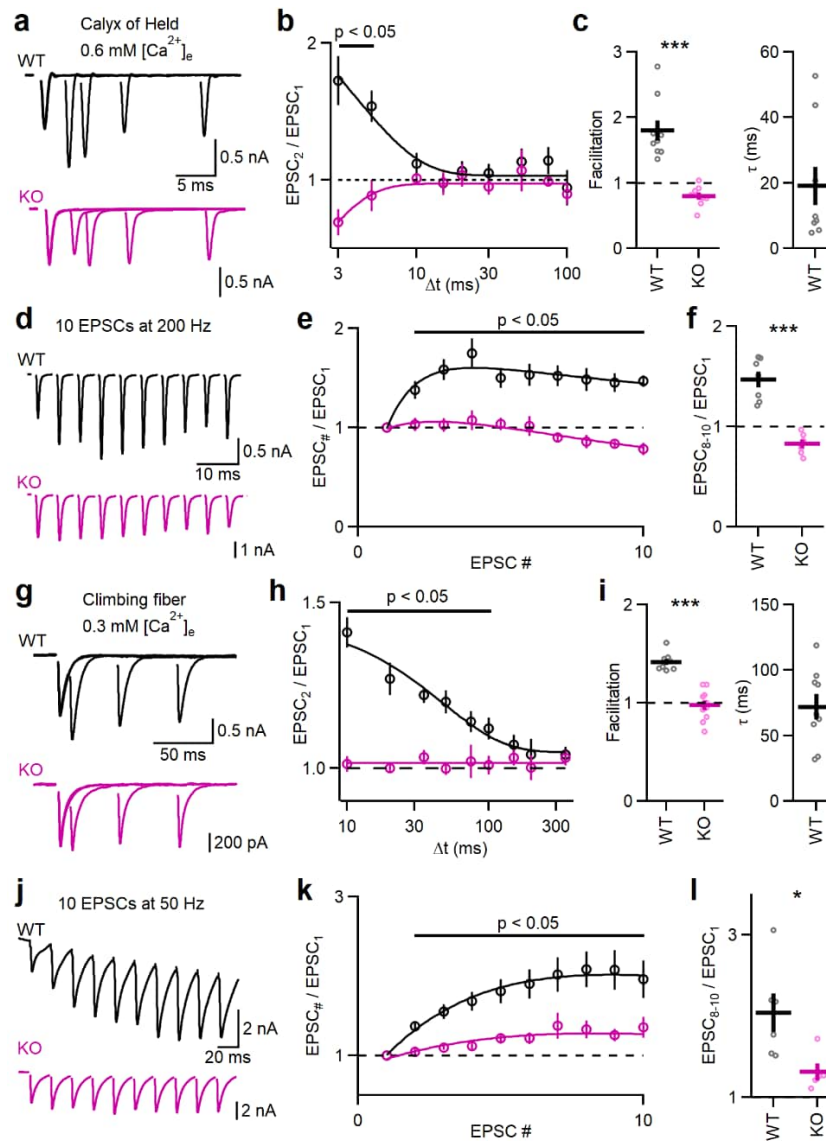 a
Calyx of Held
0.6 mM [Ca2+]e
WT
0.5 nA
5 ms
KO
0.5 nA
b
p < 0.05
2
1
EPSC2 / EPSC1
3
10
30
100
Δt (ms)
c
***
3
2
1
0
Facilitation
WT
KO
60
40
20
0
τ (ms)
WT
d
10 EPSCs at 200 Hz
WT
0.5 nA
10 ms
KO
1 nA
e
p < 0.05
2
1
0
EPSC# / EPSC1
0
10
EPSC #
f
***
2
1
0
EPSC8-10 / EPSC1
WT
KO
g
Climbing fiber
0.3 mM [Ca2+]e
WT
0.5 nA
50 ms
KO
200 pA
h
p < 0.05
1.5
1.0
EPSC2 / EPSC1
10
30
100
300
Δt (ms)
i
***
2
1
0
Facilitation
WT
KO
150
100
50
0
τ (ms)
WT
j
10 EPSCs at 50 Hz
WT
2 nA
20 ms
KO
2 nA
k
p < 0.05
3
1
EPSC# / EPSC1
0
10
EPSC #
l
*
3
1
EPSC8-10 / EPSC1
WT
KO